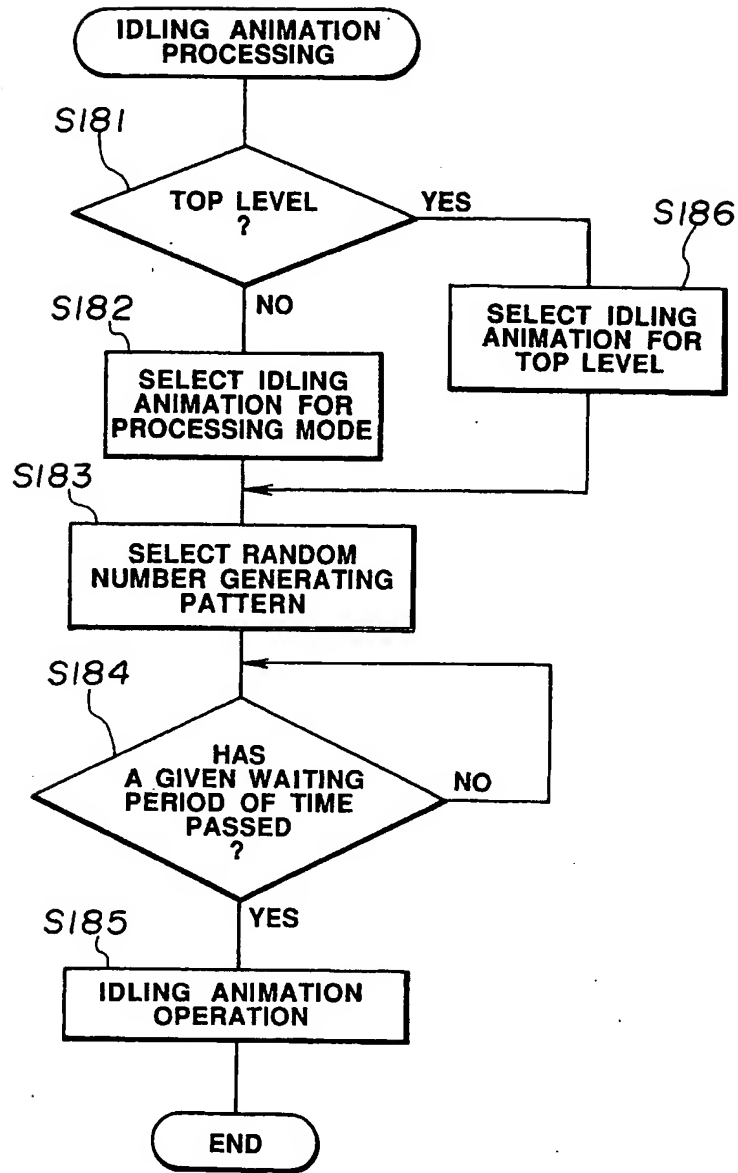 IDLING ANIMATION
PROCESSING
S181
TOP LEVEL
?
YES
S186
SELECT IDLING
ANIMATION FOR
TOP LEVEL
NO
S182
SELECT IDLING
ANIMATION FOR
PROCESSING MODE
S183
SELECT RANDOM
NUMBER GENERATING
PATTERN
S184
HAS
A GIVEN WAITING
PERIOD OF TIME
PASSED
?
NO
YES
S185
IDLING ANIMATION
OPERATION
END